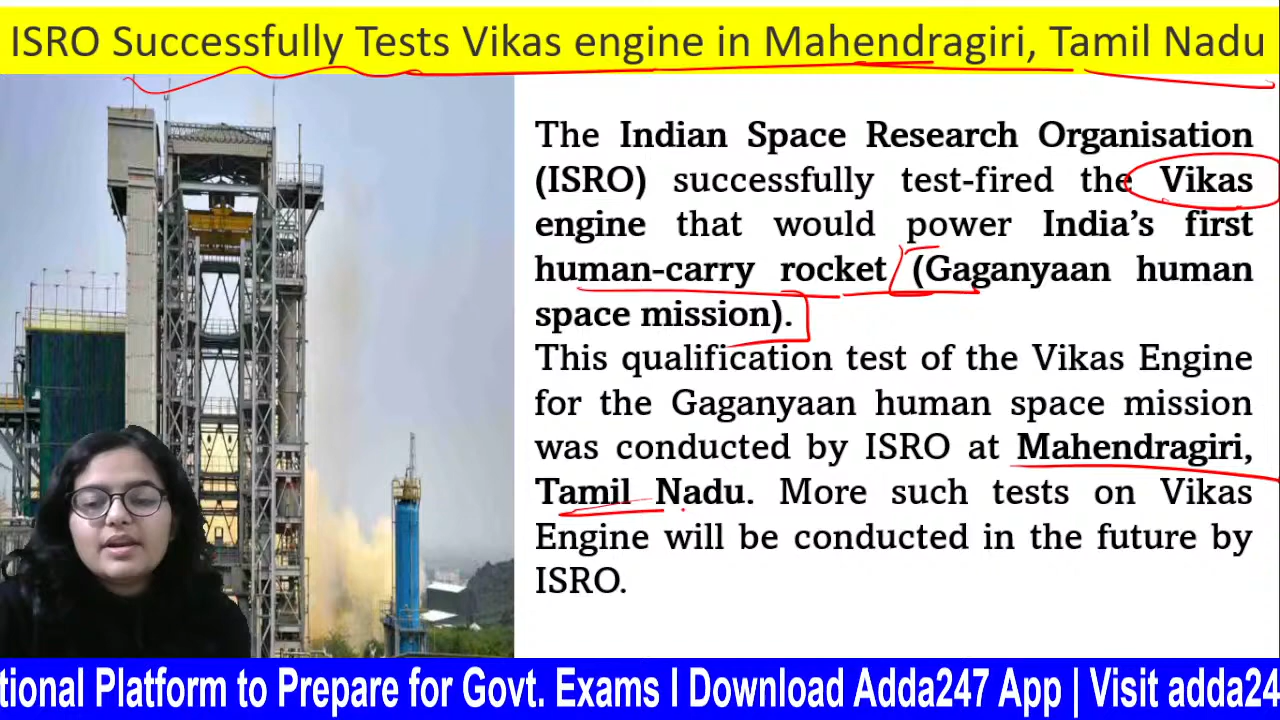 ISRO Successfully Tests Vikas engine in Mahendragiri, Tamil Nadu
The Indian Space Research Organisation
(ISRO) successfully test-fired the Vikas
engine that would power India’s first
human-carry rocket (Gaganyaan human
space mission).
This qualification test of the Vikas Engine
for the Gaganyaan human space mission
was conducted by ISRO at Mahendragiri,
Tamil Nadu. More such tests on Vikas
Engine will be conducted in the future by
ISRO.
tional Platform to Prepare for Govt. Exams I Download Adda247 App | Visit adda24